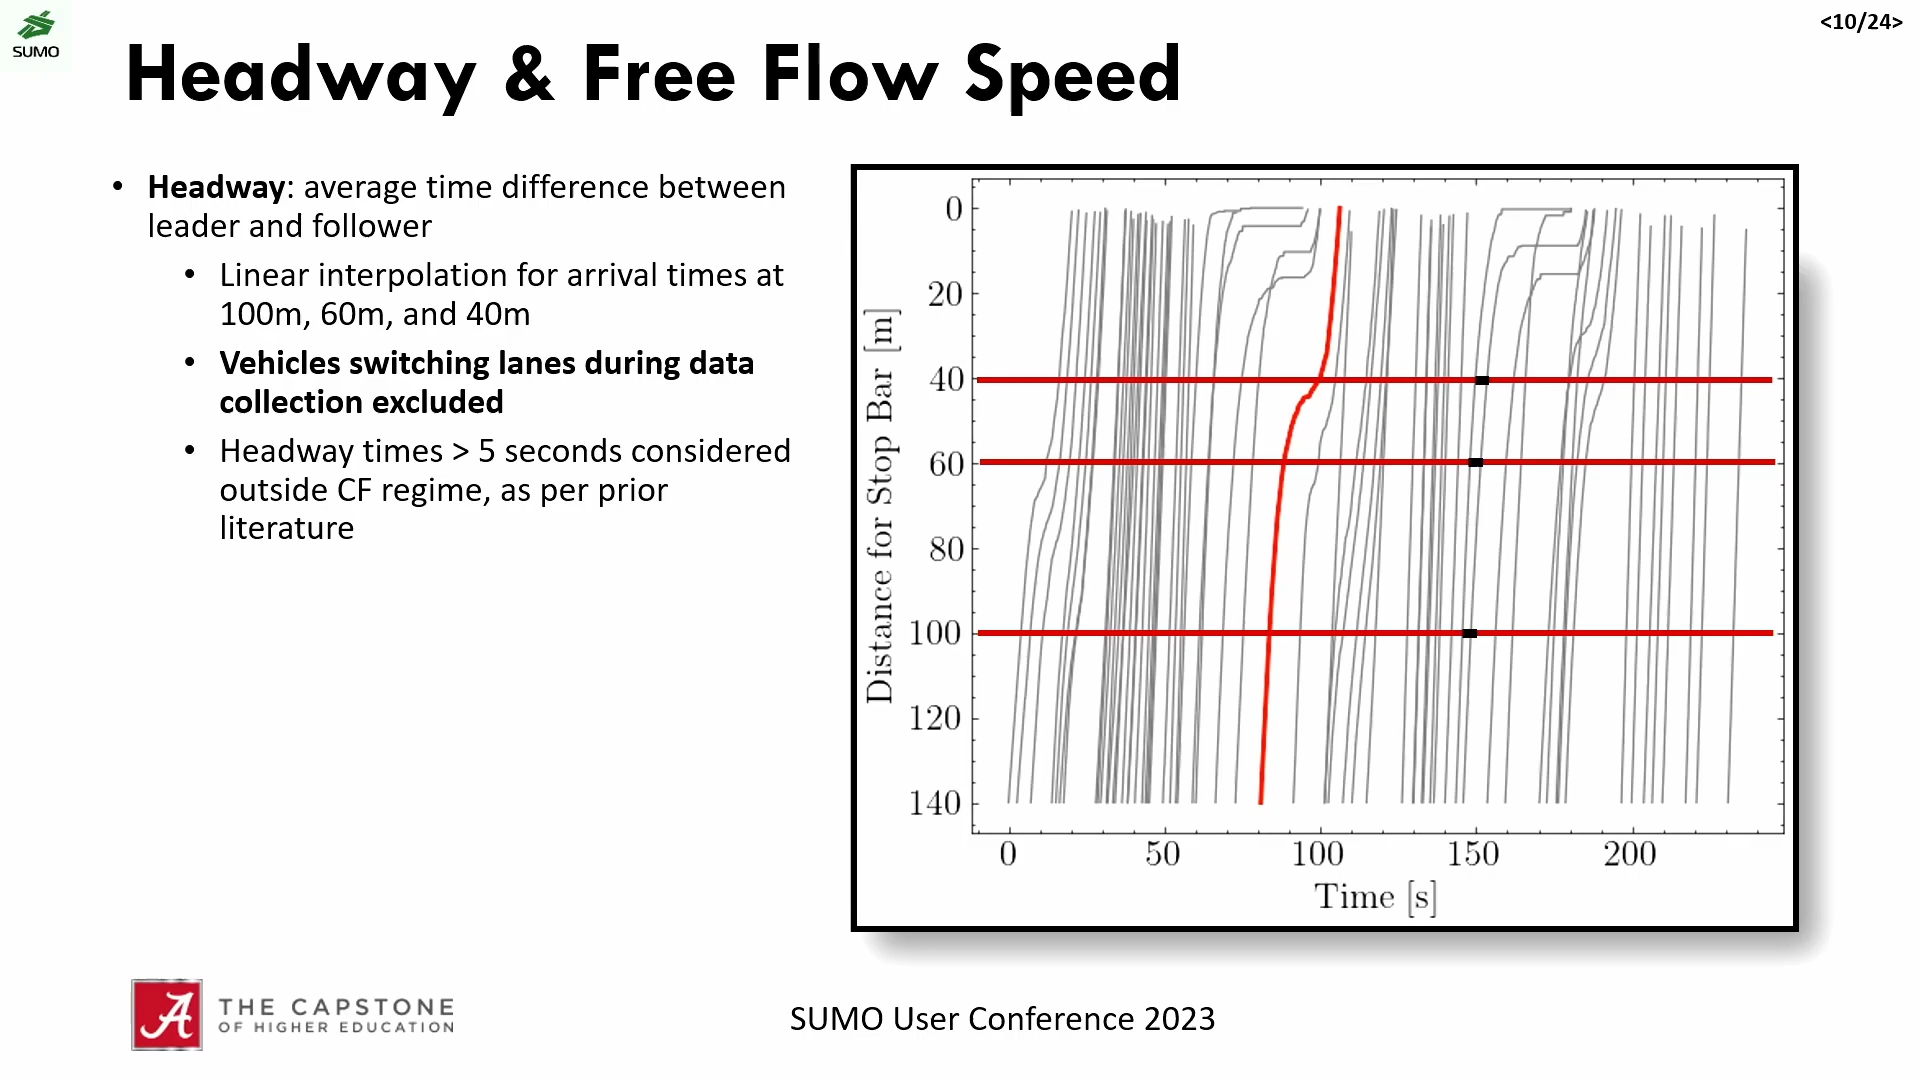 SUMO
<10/24>
Headway & Free Flow Speed
• Headway: average time difference between
leader and follower
• Linear interpolation for arrival times at
100m, 60m, and 40m
• Vehicles switching lanes during data
collection excluded
• Headway times > 5 seconds considered
outside CF regime, as per prior
literature
Distance for Stop Bar [m]
0
20
40
60
80
100
120
140
0 50 100 150 200
Time [s]
A THE CAPSTONE
OF HIGHER EDUCATION
SUMO User Conference 2023